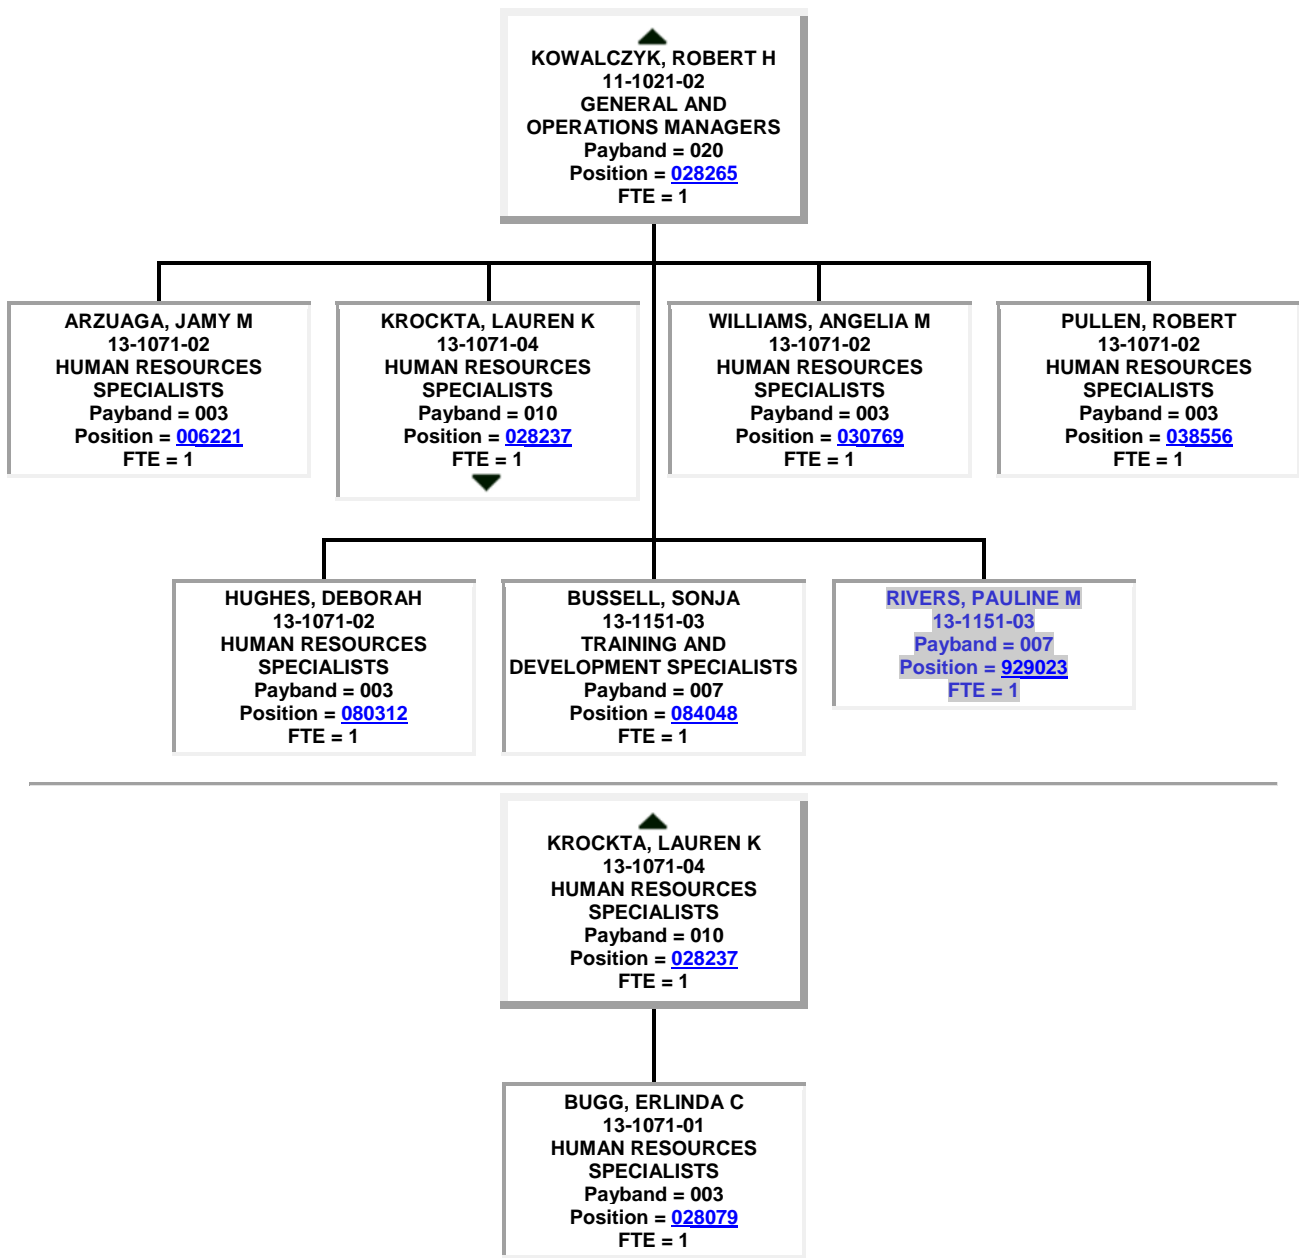 KOWALCZYK, ROBERT H
11-1021-02
GENERAL AND
OPERATIONS MANAGERS
Payband = 020
Position = 028265
FTE = 1
ARZUAGA, JAMY M
13-1071-02
HUMAN RESOURCES
SPECIALISTS
Payband = 003
Position = 006221
FTE = 1
KROCKTA, LAUREN K
13-1071-04
HUMAN RESOURCES
SPECIALISTS
Payband = 010
Position = 028237
FTE = 1
WILLIAMS, ANGELIA M
13-1071-02
HUMAN RESOURCES
SPECIALISTS
Payband = 003
Position = 030769
FTE = 1
PULLEN, ROBERT
13-1071-02
HUMAN RESOURCES
SPECIALISTS
Payband = 003
Position = 038556
FTE = 1
HUGHES, DEBORAH
13-1071-02
HUMAN RESOURCES
SPECIALISTS
Payband = 003
Position = 080312
FTE = 1
BUSSELL, SONJA
13-1151-03
TRAINING AND
DEVELOPMENT SPECIALISTS
Payband = 007
Position = 084048
FTE = 1
RIVERS, PAULINE M
13-1151-03
Payband = 007
Position = 929023
FTE = 1
KROCKTA, LAUREN K
13-1071-04
HUMAN RESOURCES
SPECIALISTS
Payband = 010
Position = 028237
FTE = 1
BUGG, ERLINDA C
13-1071-01
HUMAN RESOURCES
SPECIALISTS
Payband = 003
Position = 028079
FTE = 1